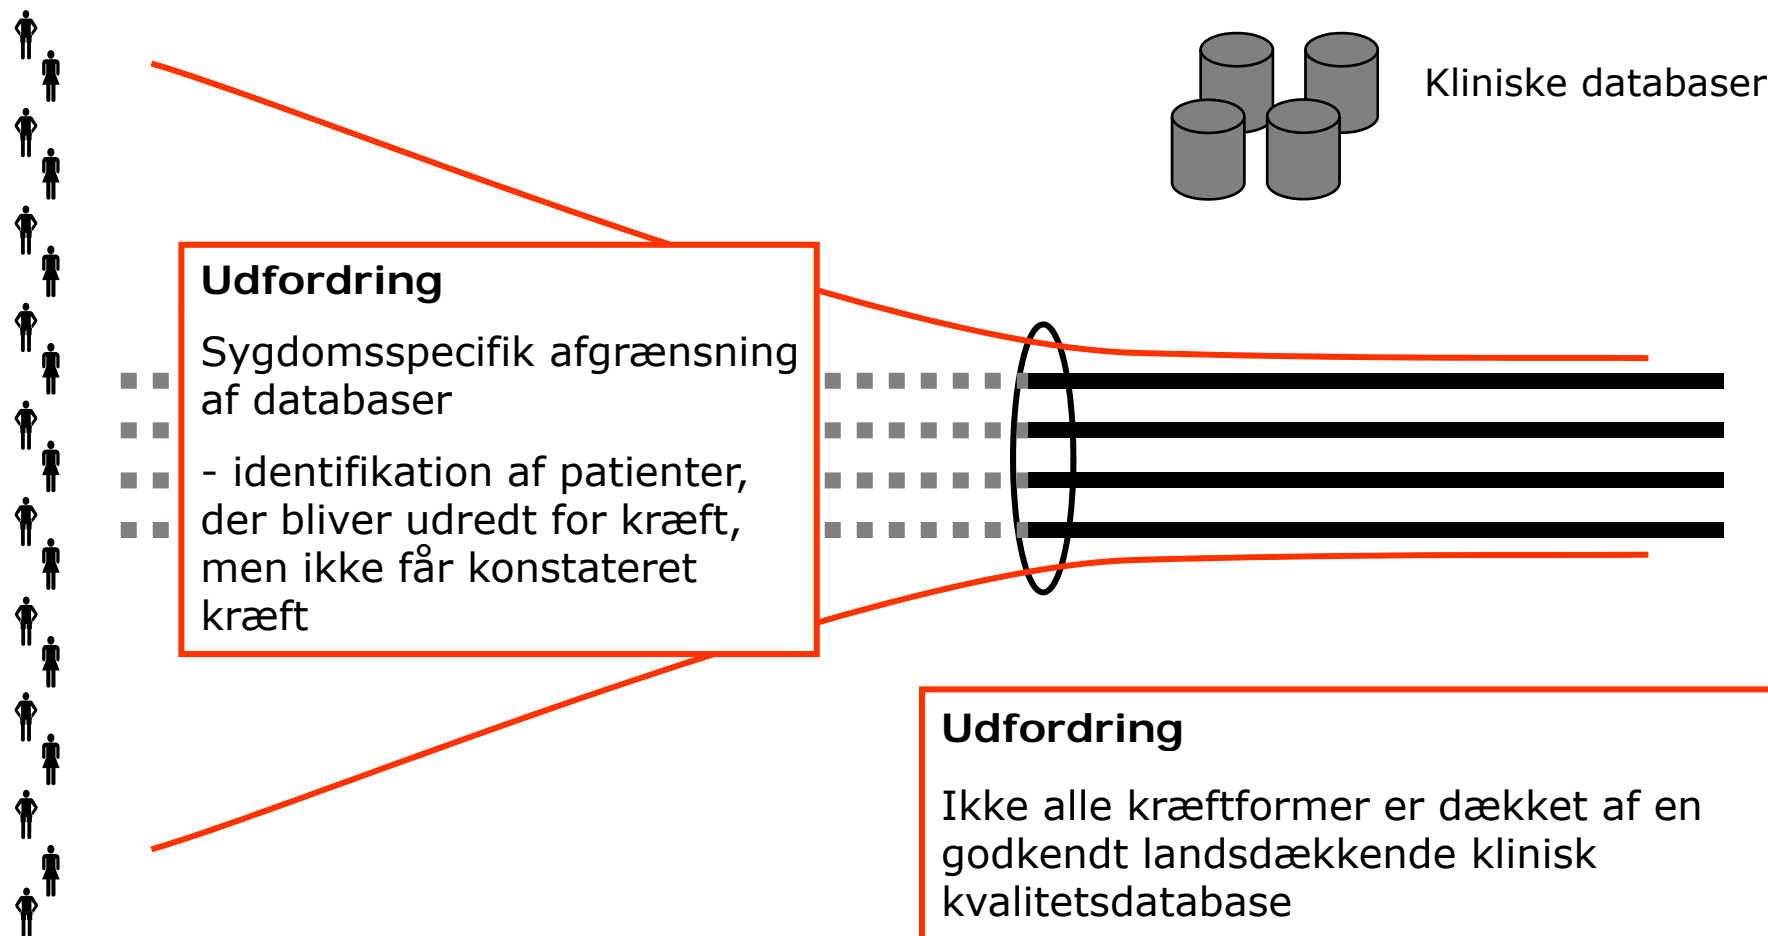 Kliniske databaser
Udfordring
Sygdomsspecifik afgrænsning
af databaser
- identifikation af patienter,
der bliver udredt for kræft,
men ikke får konstateret
kræft
Udfordring
Ikke alle kræftformer er dækket af en
godkendt landsdækkende klinisk
kvalitetsdatabase